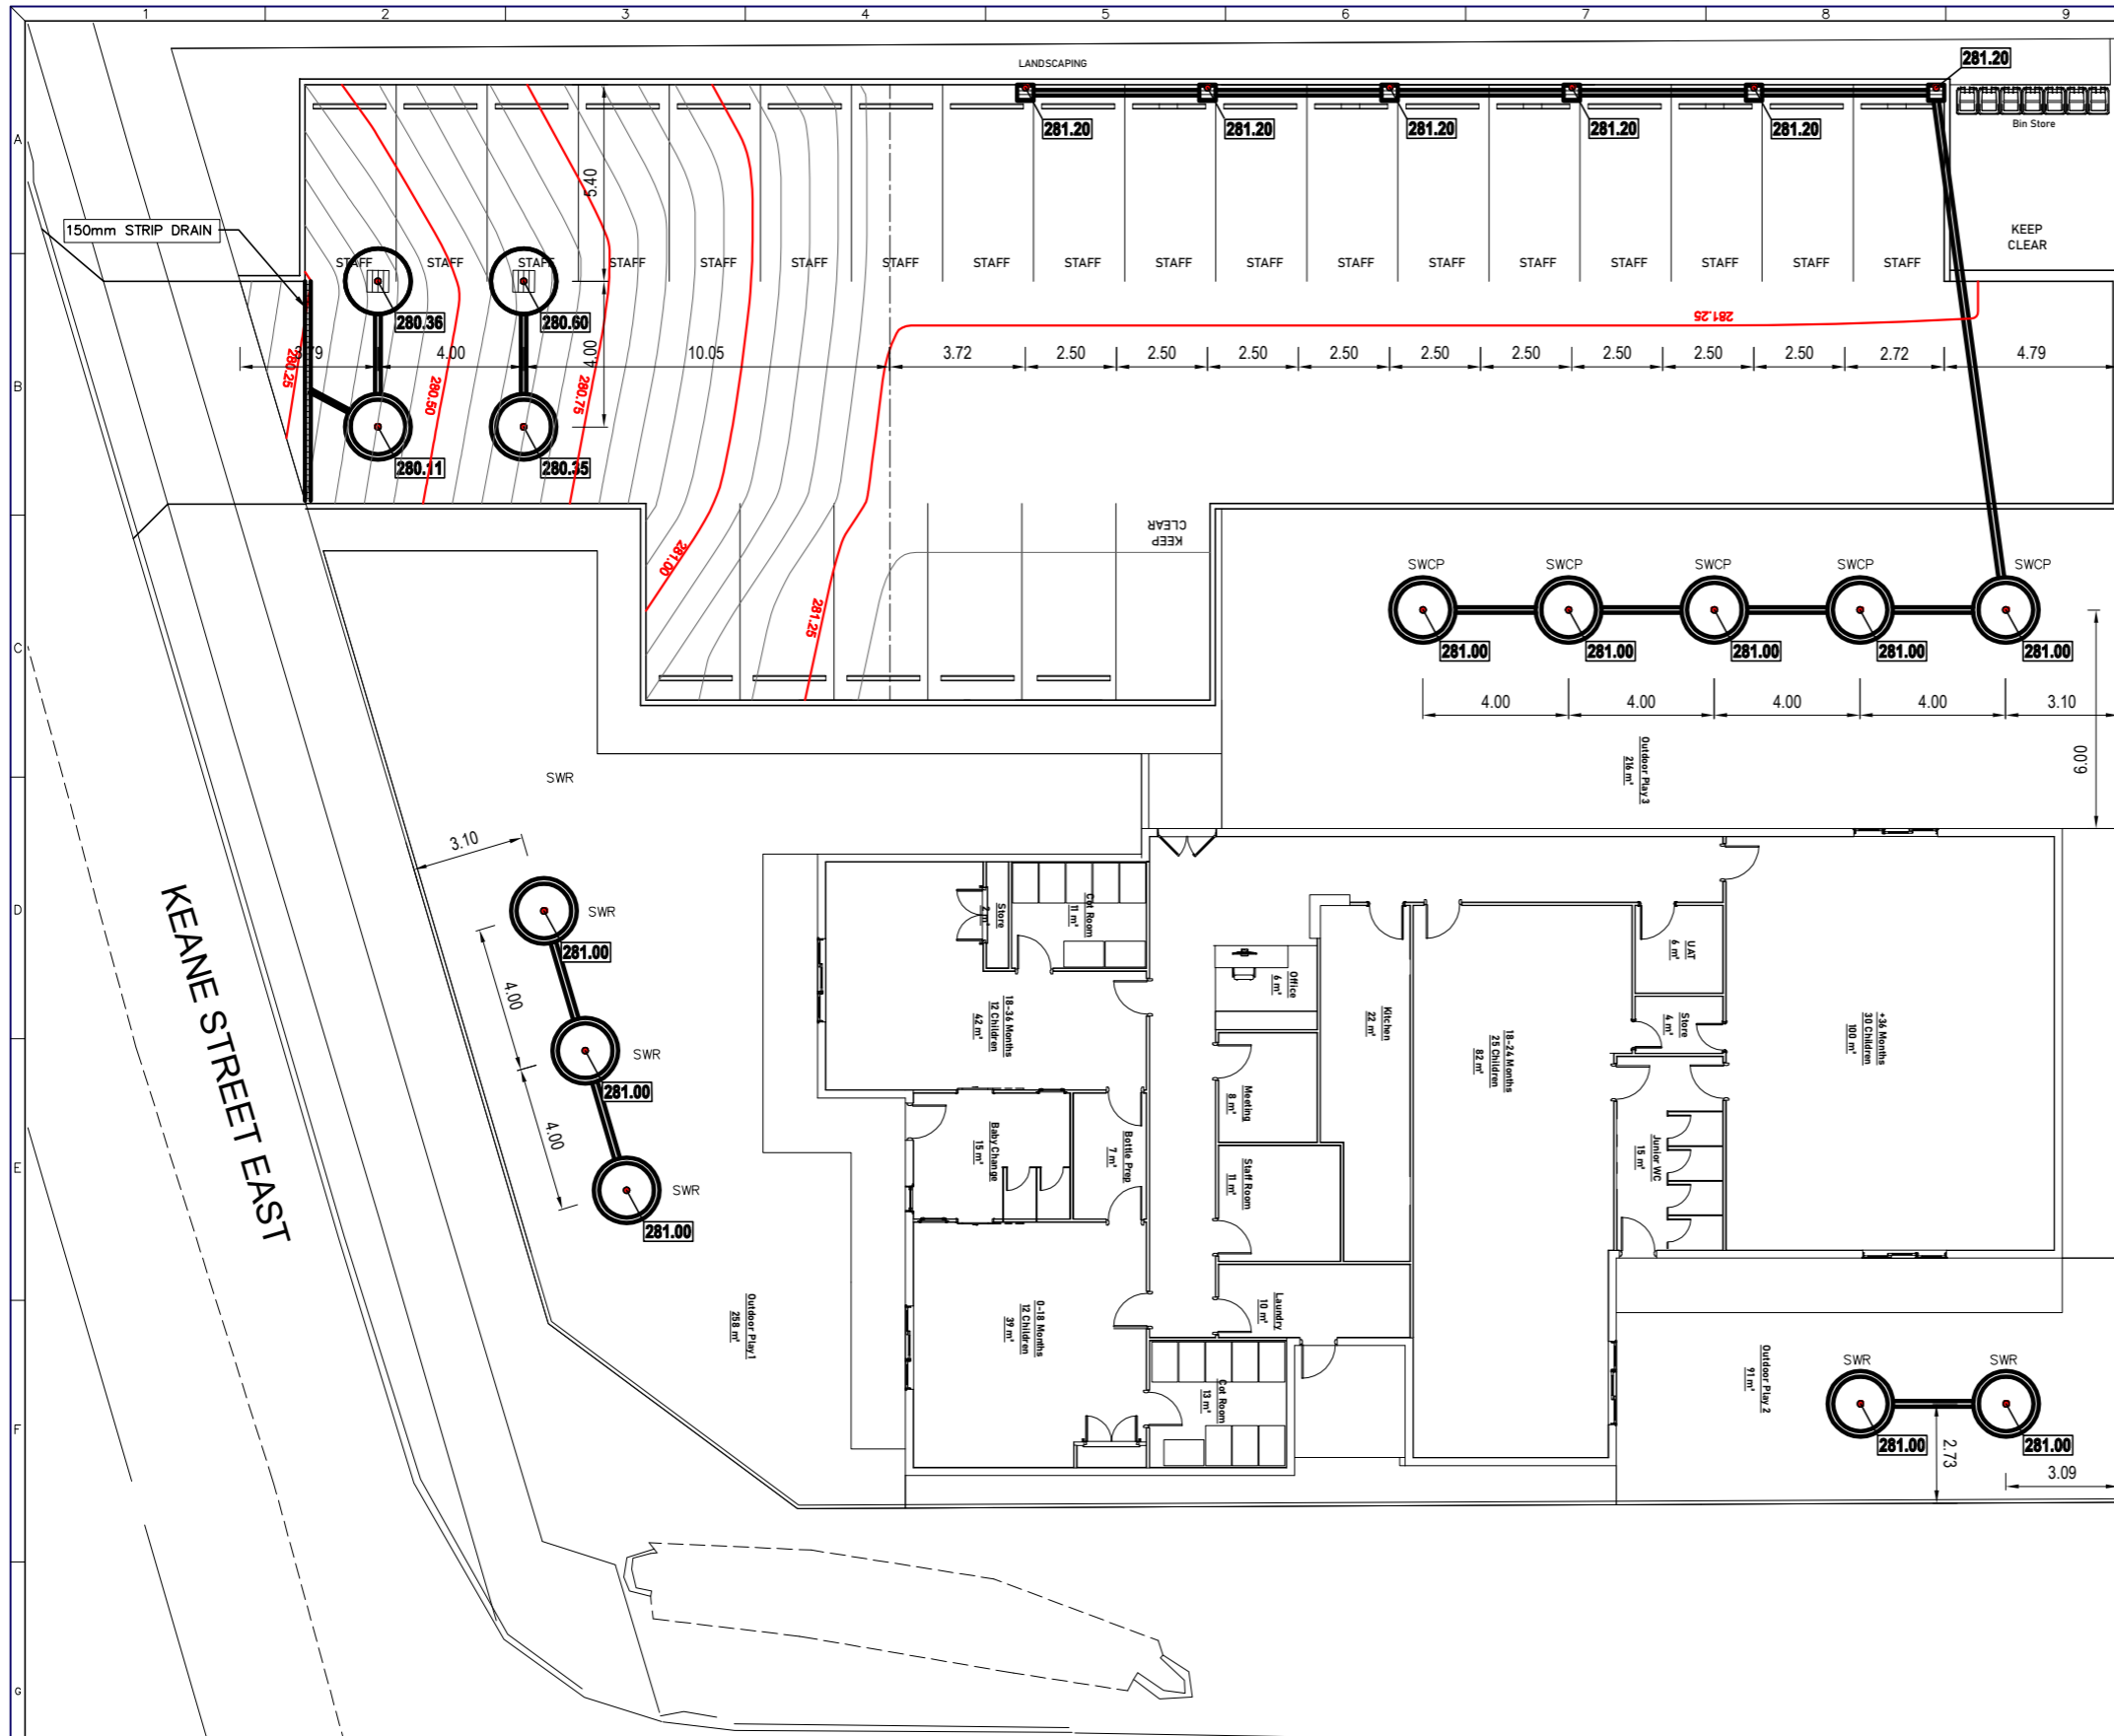 1 2 3 4 5 6 7 8 9
LANDSCAPING
281.20
281.20 281.20 281.20 281.20 281.20
Bin Store
A
5.40
150mm STRIP DRAIN
KEEP
CLEAR
STAFF STAFF STAFF STAFF STAFF STAFF STAFF STAFF STAFF STAFF STAFF STAFF STAFF STAFF STAFF STAFF STAFF STAFF
280.36 280.60
281.25
3.79 4.00 4.00 10.05 3.72 2.50 2.50 2.50 2.50 2.50 2.50 2.50 2.50 2.50 2.72 4.79
280.25 280.50 280.75
B
280.11 280.35
KEEP
CLEAR
281.00
281.25
SWCP SWCP SWCP SWCP SWCP
C
281.00 281.00 281.00 281.00 281.00
4.00 4.00 4.00 4.00 3.10
6.00
Outdoor Play 3
216 m²
SWR
3.10
D
SWR
281.00
4.00
SWR
281.00
4.00
SWR
281.00
KEANE STREET EAST
Store
2 m²
Cot Room
11 m²
UAT
6 m²
Office
6 m²
Kitchen
22 m²
18-36 Months
12 Children
42 m²
Store
4 m²
+36 Months
30 Children
100 m²
18-24 Months
25 Children
82 m²
Meeting
8 m²
E
Baby Change
15 m²
Bottle Prep
7 m²
Staff Room
11 m²
Junior WC
15 m²
Outdoor Play 1
258 m²
0-18 Months
12 Children
39 m²
Laundry
10 m²
Cot Room
13 m²
Outdoor Play 2
91 m²
SWR SWR
F
281.00 281.00
2.73
3.09
G